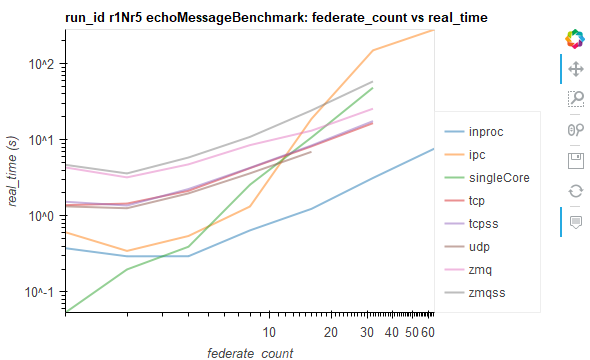 run_id r1Nr5 echoMessageBenchmark: federate_count vs real_time
real_time (s)
10^2
10^1
10^0
10^-1
10 20 30 40 50 60
federate_count
inproc
ipc
singleCore
tcp
tcpss
udp
zmq
zmqss